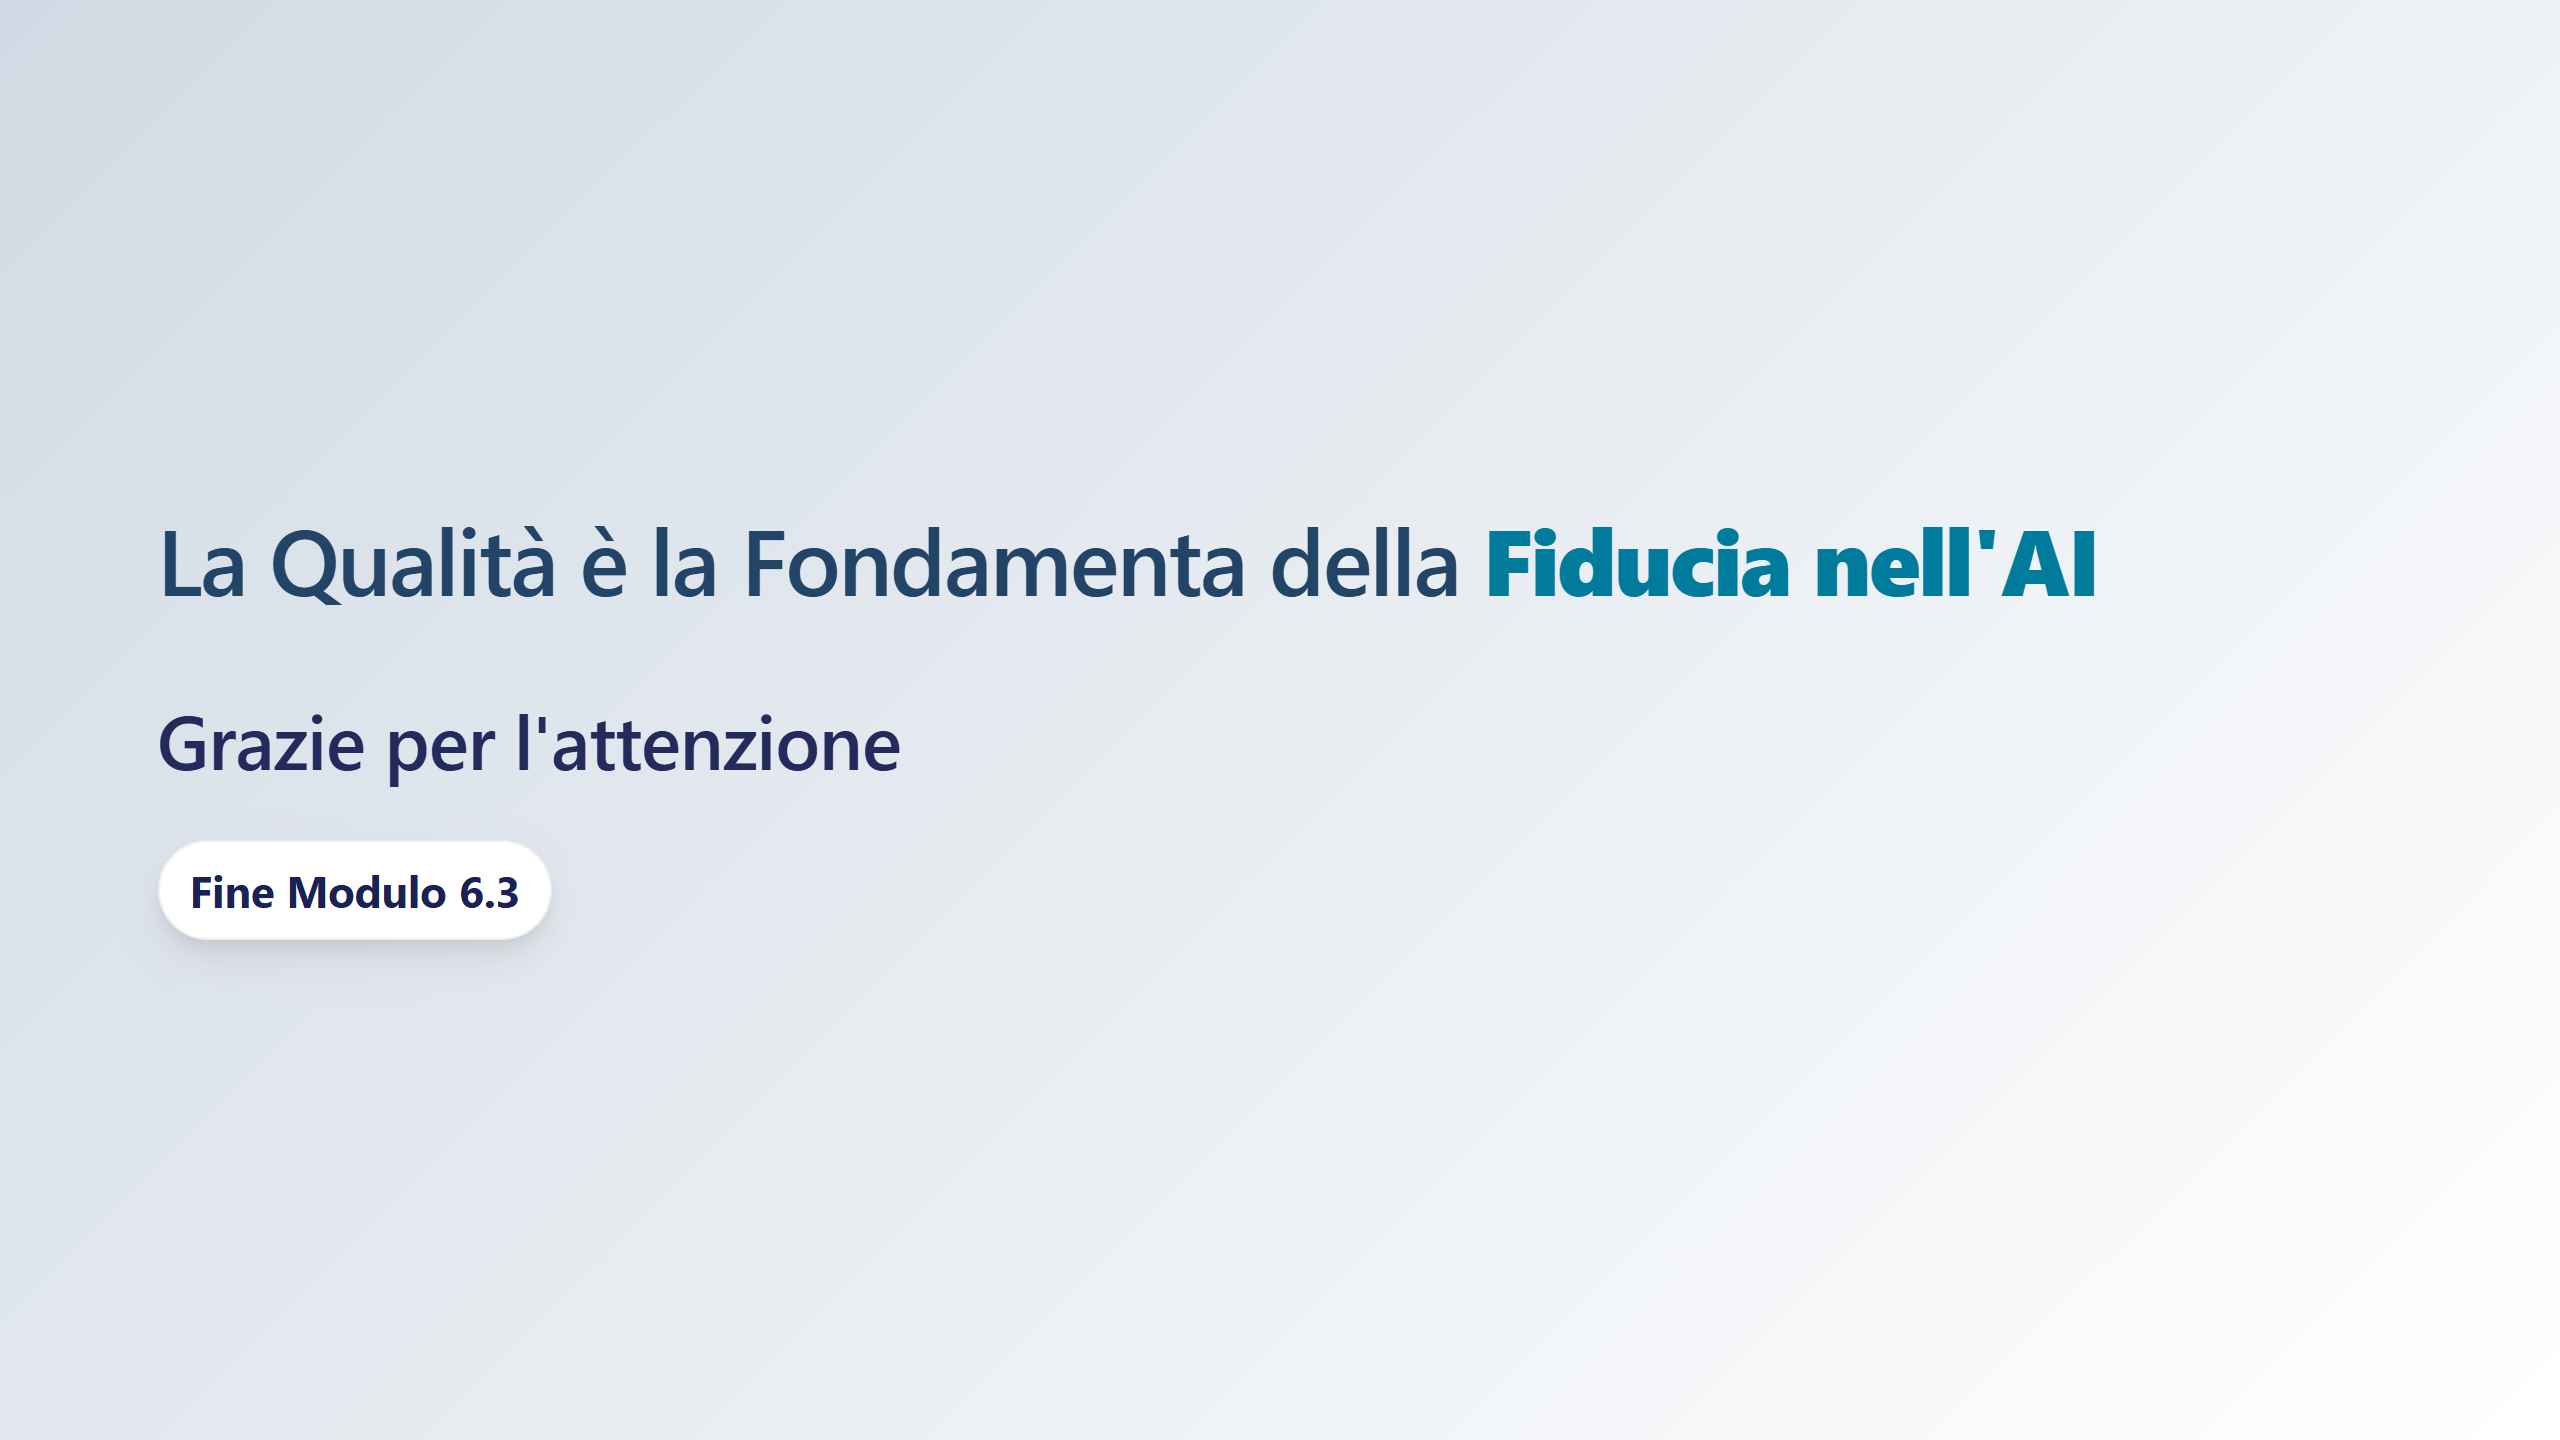 La Qualità è la Fondamenta della Fiducia nell'AI
Grazie per l'attenzione
Fine Modulo 6.3